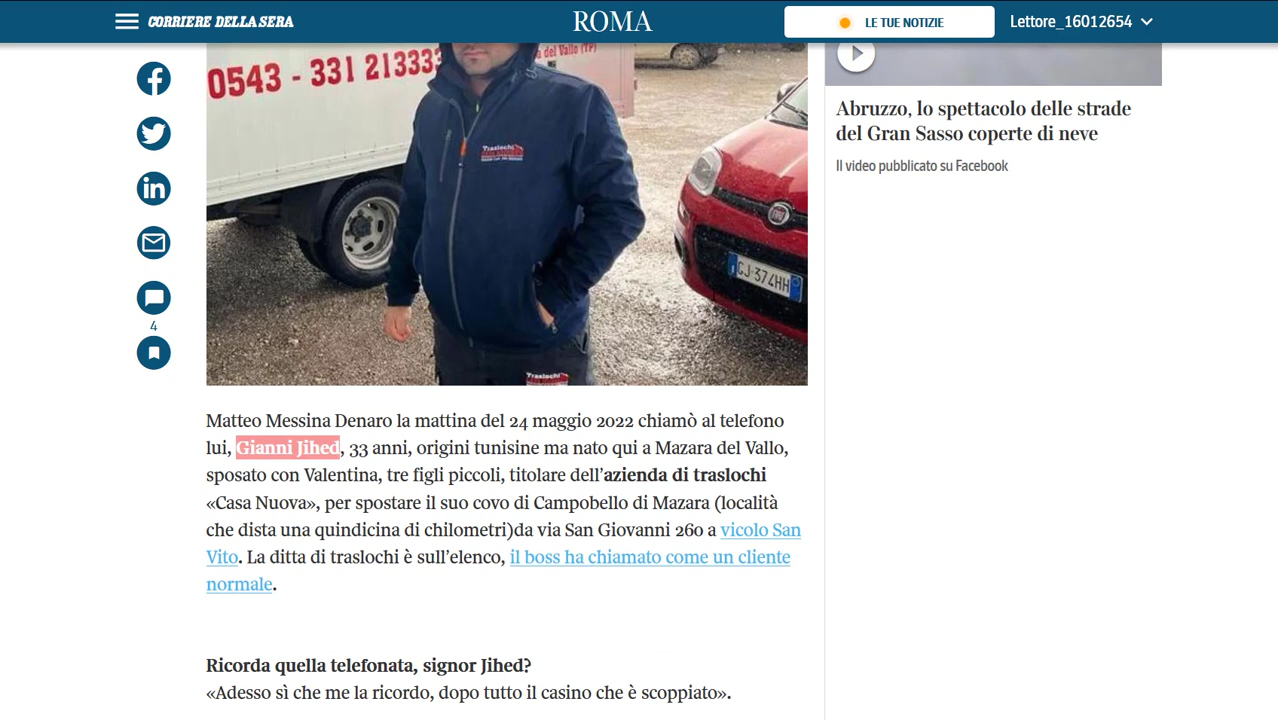 CORRIERE DELLA SERA
ROMA
LE TUE NOTIZIE
Lettore_16012654
0543 - 331 21333
del Vallo (TP)
Traslochi
GJ 374HH
Traslochi
4
Matteo Messina Denaro la mattina del 24 maggio 2022 chiamò al telefono
lui, Gianni Jihed, 33 anni, origini tunisine ma nato qui a Mazara del Vallo,
sposato con Valentina, tre figli piccoli, titolare dell'azienda di traslochi
«Casa Nuova», per spostare il suo covo di Campobello di Mazara (località
che dista una quindicina di chilometri)da via San Giovanni 260 a vicolo San
Vito. La ditta di traslochi è sull'elenco, il boss ha chiamato come un cliente
normale.
Ricorda quella telefonata, signor Jihed?
«Adesso sì che me la ricordo, dopo tutto il casino che è scoppiato».
Abruzzo, lo spettacolo delle strade
del Gran Sasso coperte di neve
Il video pubblicato su Facebook